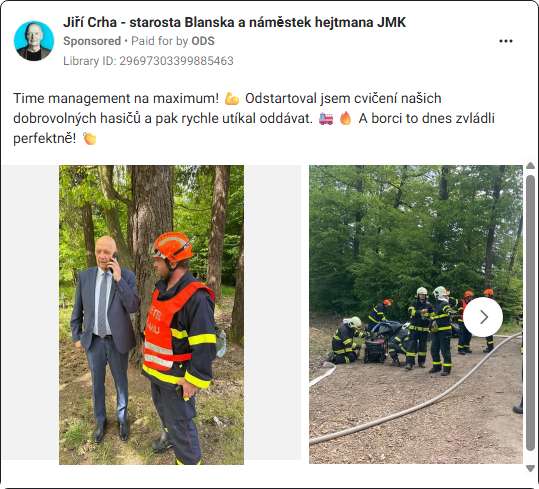 Jiří Crha - starosta Blanska a náměstek hejtmana JMK
Sponsored • Paid for by ODS
Library ID: 29697303399885463
Time management na maximum! 💪 Odstartoval jsem cvičení našich
dobrovolných hasičů a pak rychle utíkal oddávat. 🚒 🔥 A borci to dnes zvládli
perfektně! 👏